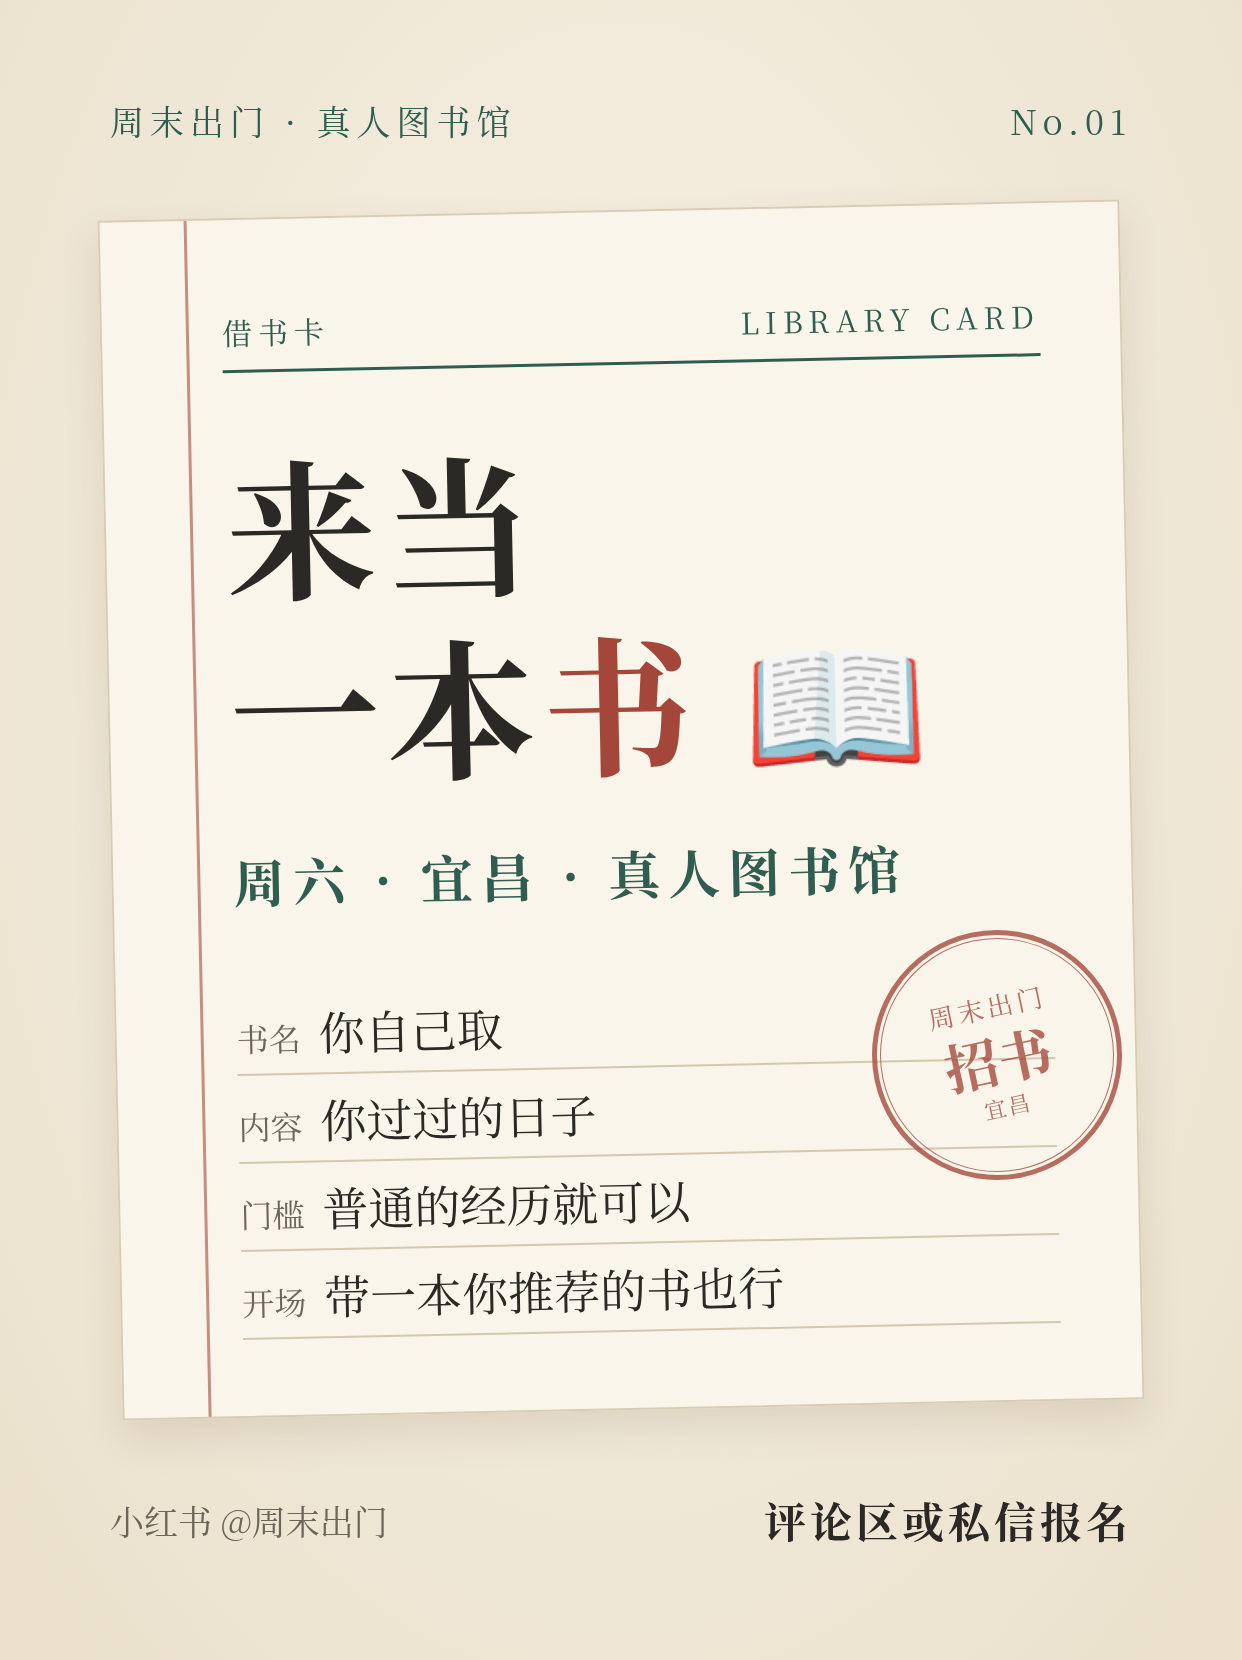 周末出门 · 真人图书馆
No.01
借书卡
LIBRARY CARD
来当
一本书
周六 · 宜昌 · 真人图书馆
书名 你自己取
内容 你过过的日子
门槛 普通的经历就可以
开场 带一本你推荐的书也行
周末出门
招书
宜昌
小红书 @周末出门
评论区或私信报名